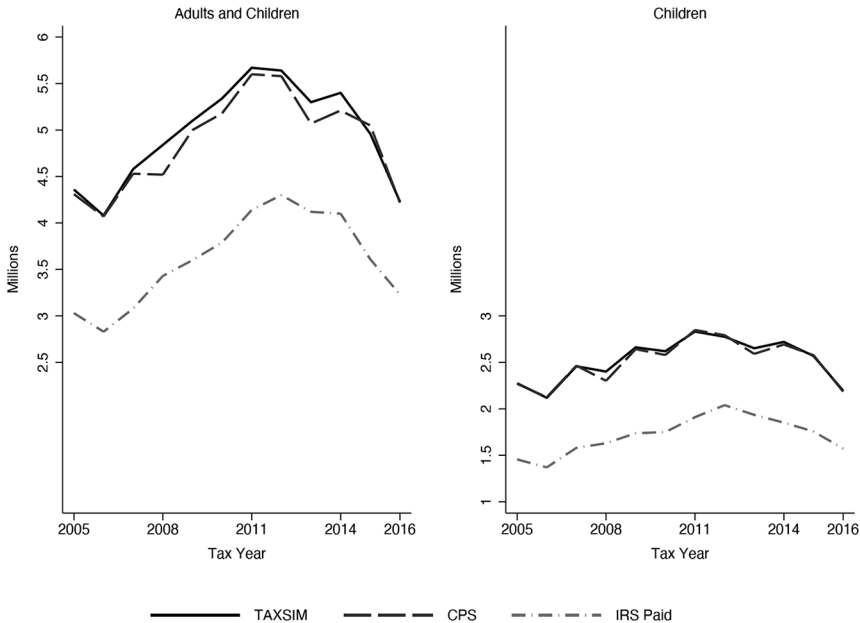 Adults and Children
Millions
6
5.5
5
4.5
4
3.5
3
2.5
2005
2008
2011
2014
2016
Tax Year
Children
Millions
3
2.5
2
1.5
1
2005
2008
2011
2014
2016
Tax Year
TAXSIM
CPS
IRS Paid